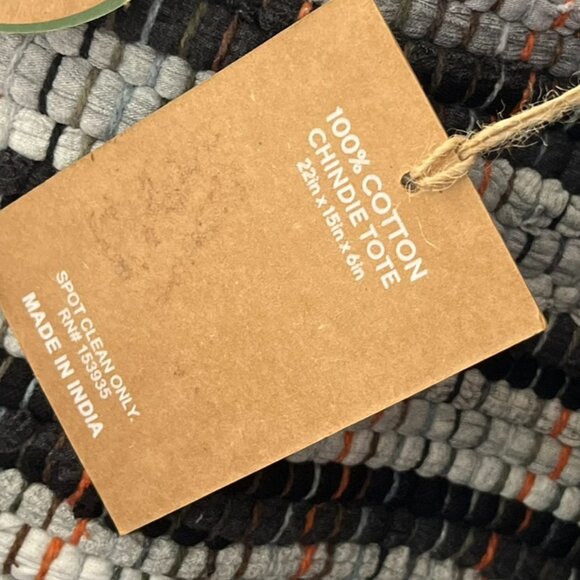 100% COTTON
CHINDIE TOTE
22in x 15in x 6in
SPOT CLEAN ONLY.
RN# 153935
MADE IN INDIA